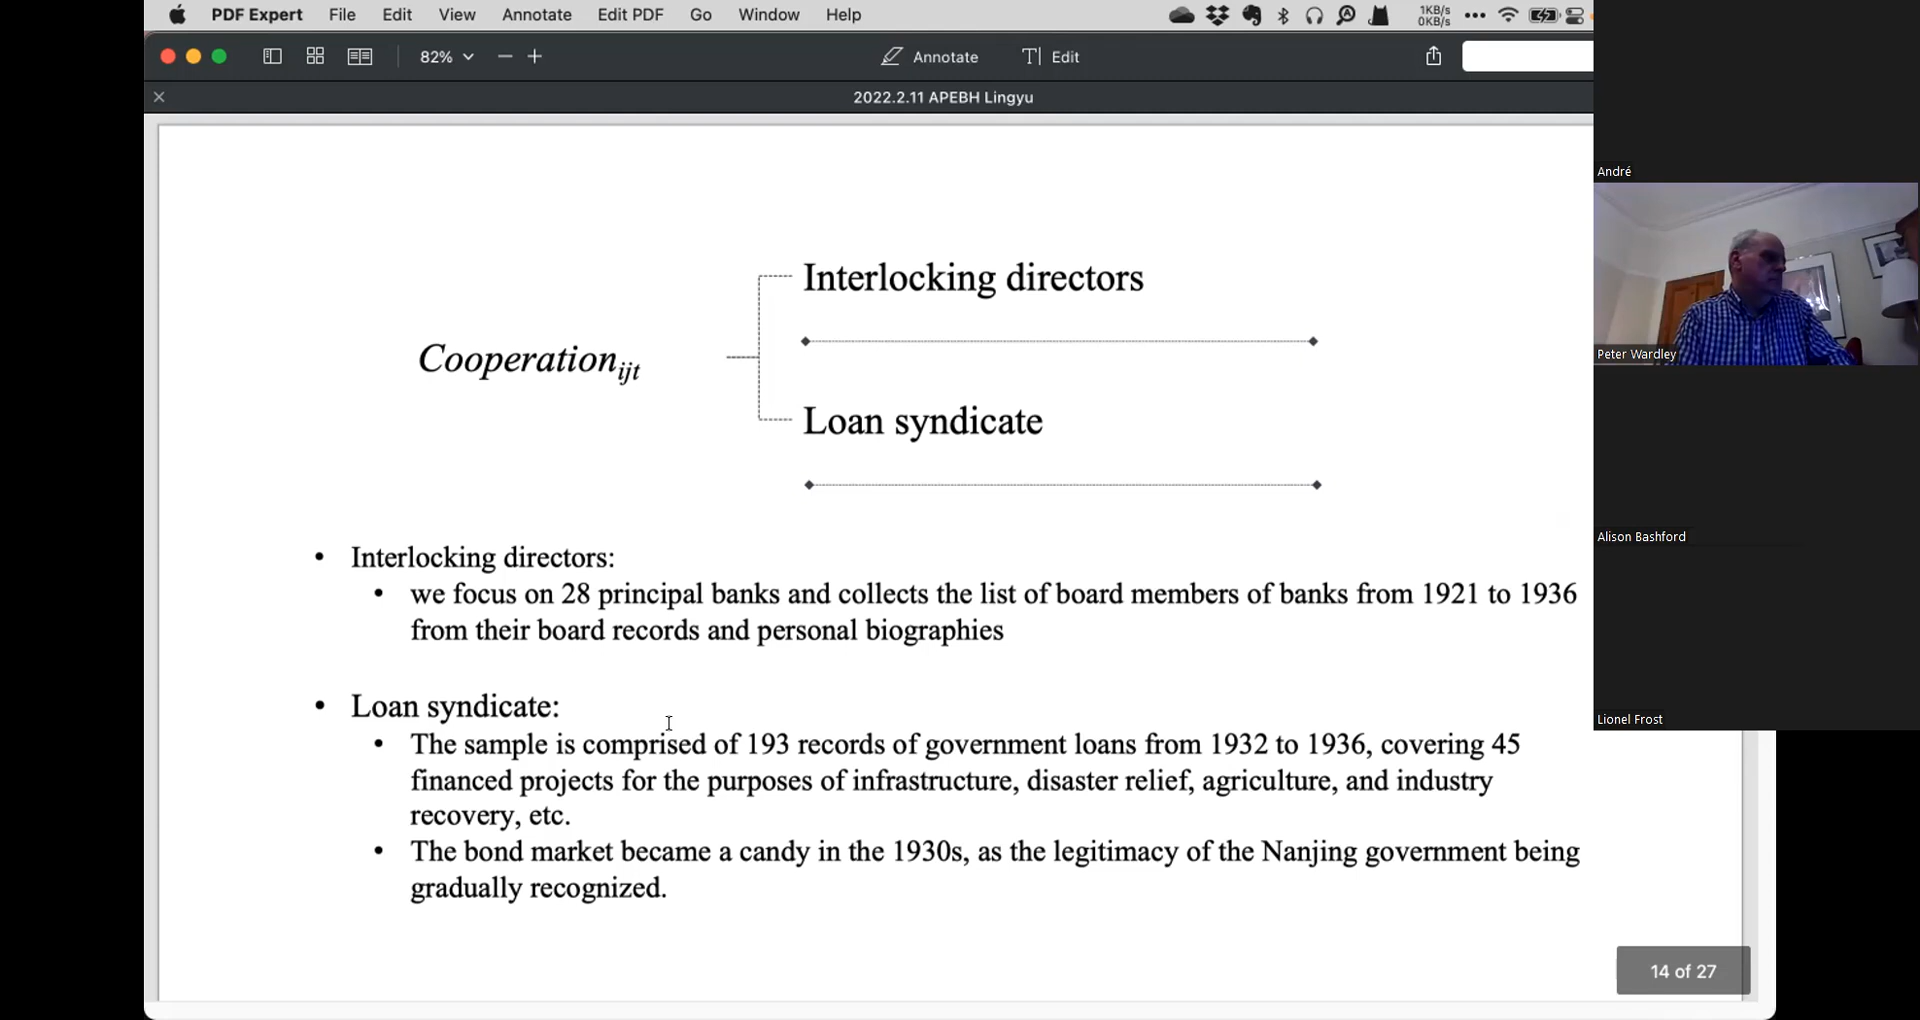 PDF Expert File Edit View Annotate Edit PDF Go Window Help 1KB/s 0KB/s
82% Annotate Edit
2022.2.11 APEBH Lingyu
André
Interlocking directors
Peter Wardley
Cooperationijt
Loan syndicate
Alison Bashford
• Interlocking directors:
• we focus on 28 principal banks and collects the list of board members of banks from 1921 to 1936
from their board records and personal biographies
• Loan syndicate:
Lionel Frost
• The sample is comprised of 193 records of government loans from 1932 to 1936, covering 45
financed projects for the purposes of infrastructure, disaster relief, agriculture, and industry
recovery, etc.
• The bond market became a candy in the 1930s, as the legitimacy of the Nanjing government being
gradually recognized.
14 of 27